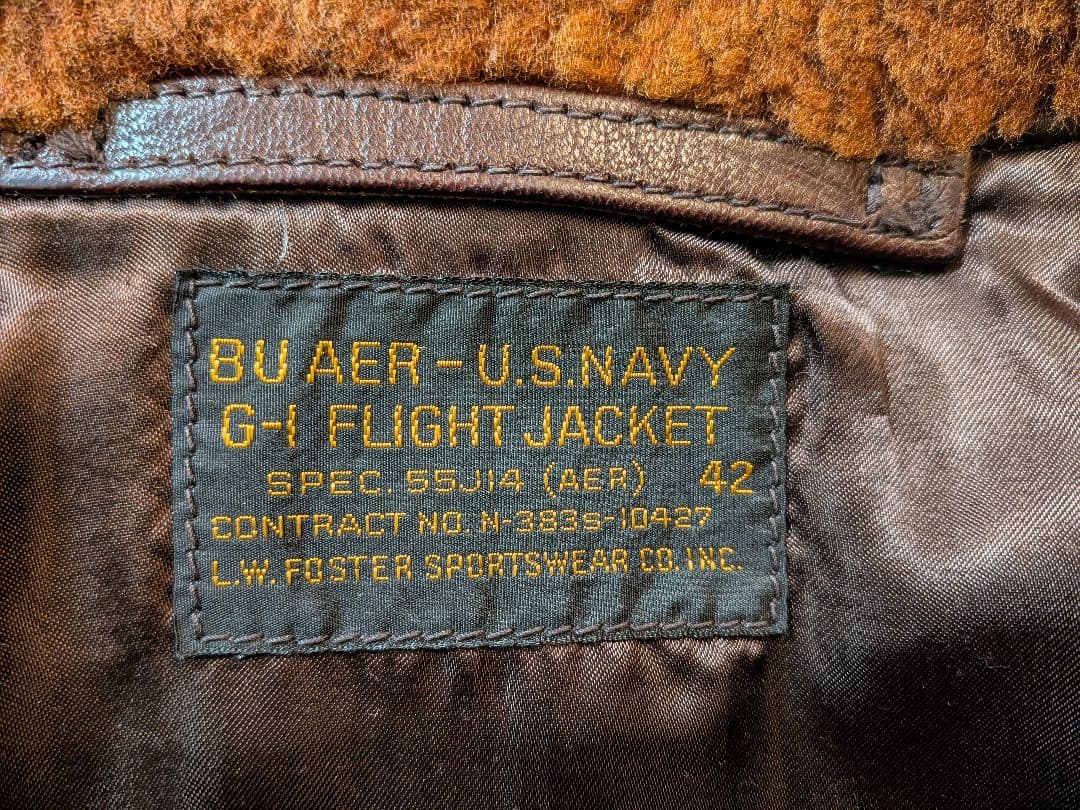 BU AER - U.S. NAVY
G-1 FLIGHT JACKET
SPEC. 55J14 (AER) 42
CONTRACT NO. N-383s-10427
L.W. FOSTER SPORTSWEAR CO. INC.